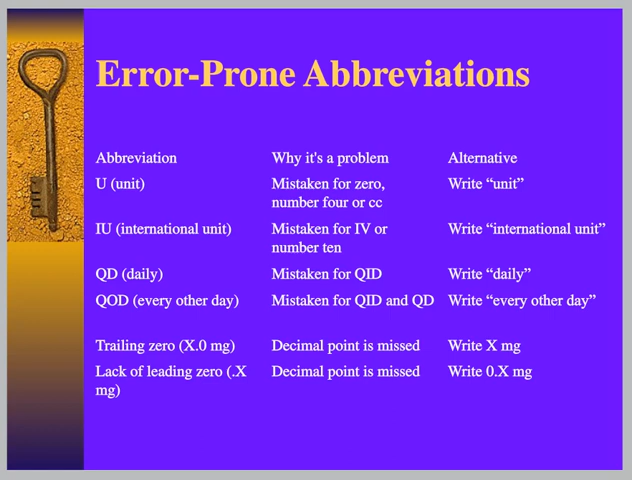 Error-Prone Abbreviations
Abbreviation Why it's a problem Alternative
U (unit) Mistaken for zero, Write “unit”
number four or cc
IU (international unit) Mistaken for IV or Write “international unit”
number ten
QD (daily) Mistaken for QID Write “daily”
QOD (every other day) Mistaken for QID and QD Write “every other day”
Trailing zero (X.0 mg) Decimal point is missed Write X mg
Lack of leading zero (.X Decimal point is missed Write 0.X mg
mg)